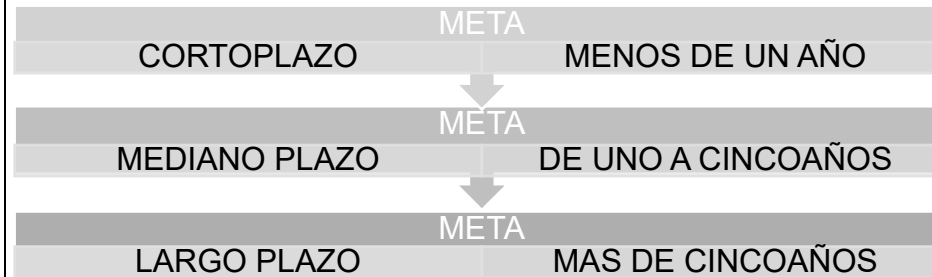 META
CORTOPLAZO MENOS DE UN AÑO
META
MEDIANO PLAZO DE UNO A CINCOAÑOS
META
LARGO PLAZO MAS DE CINCOAÑOS